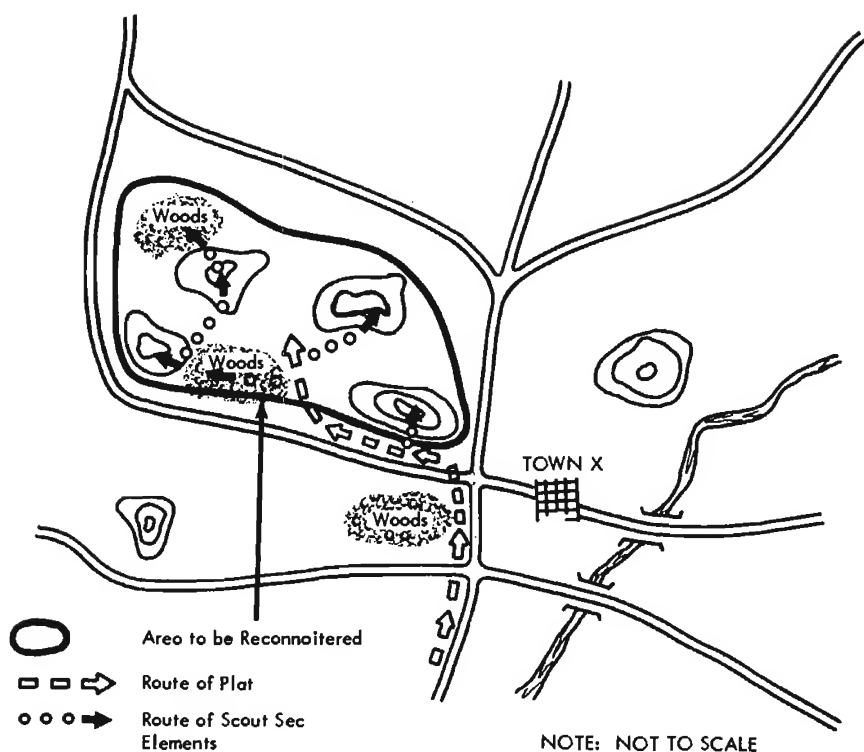 Woods
Woods
TOWN X
Woods
Areo to be Reconnoitered
Route of Plat
Route of Scout Sec
Elements
NOTE: NOT TO SCALE